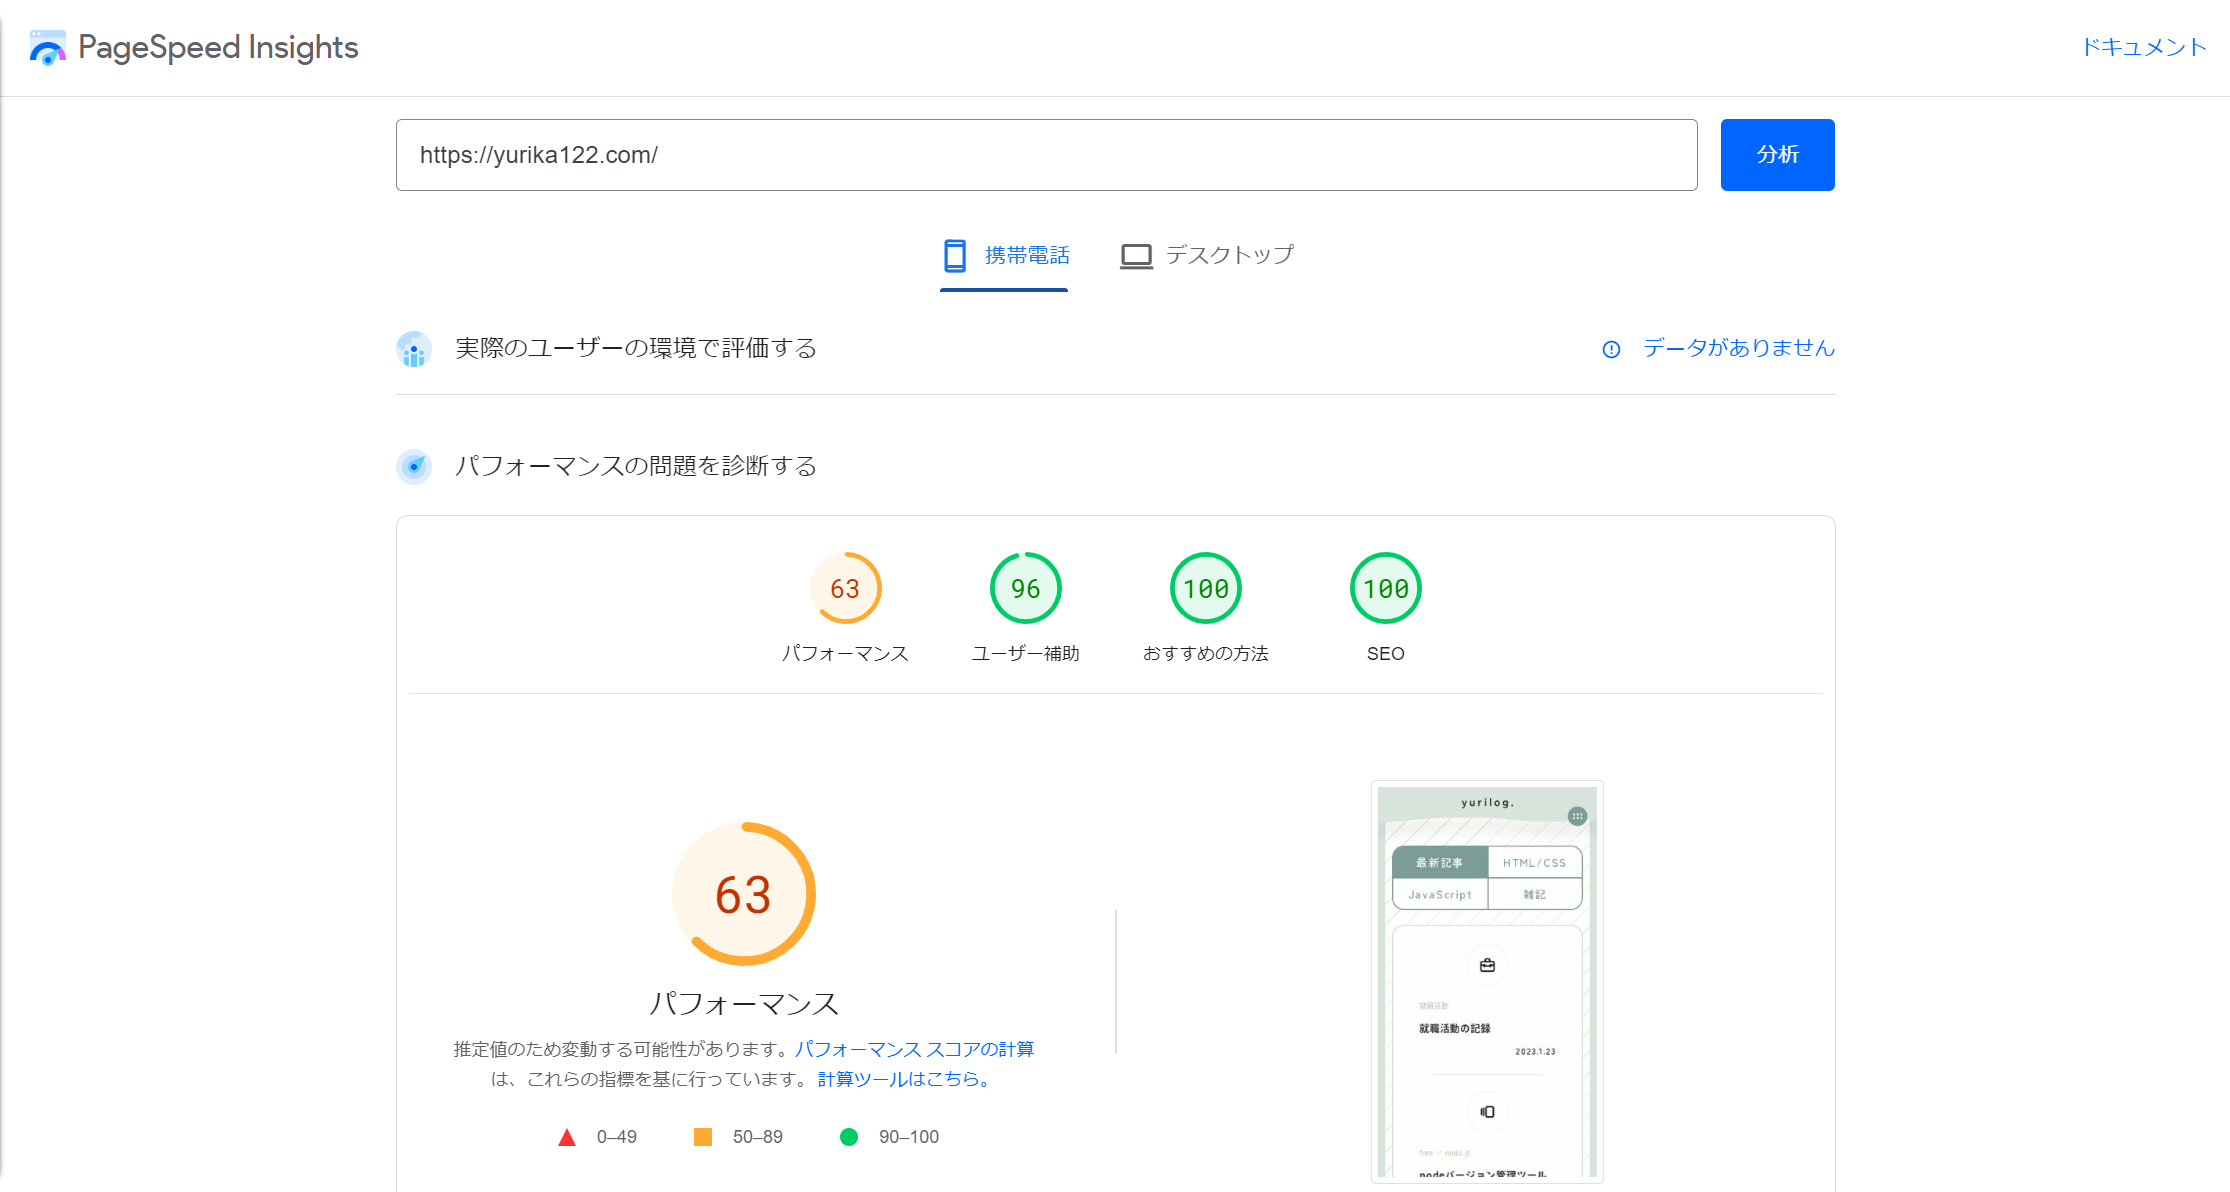 PageSpeed Insights
ドキュメント
https://yurika122.com/
分析
携帯電話
デスクトップ
実際のユーザーの環境で評価する
データがありません
パフォーマンスの問題を診断する
63
96
100
100
パフォーマンス
ユーザー補助
おすすめの方法
SEO
63
パフォーマンス
推定値のため変動する可能性があります。パフォーマンス スコアの計算
は、これらの指標を基に行っています。計算ツールはこちら。
0–49
50–89
90–100
yurilog.
最新記事
HTML/CSS
JavaScript
雑記
就職活動
就職活動の記録
2023.1.23
fnm / node.js
nodeバージョン管理ツール